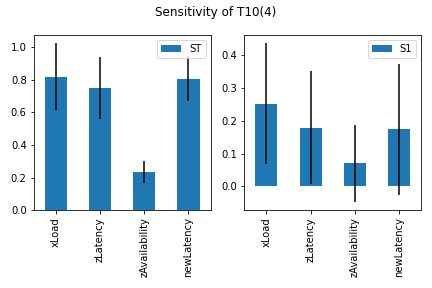 Sensitivity of T10(4)
ST
1.0
0.8
0.6
0.4
0.2
0.0
xLoad
zLatency
zAvailability
newLatency
S1
0.4
0.3
0.2
0.1
0.0
xLoad
zLatency
zAvailability
newLatency